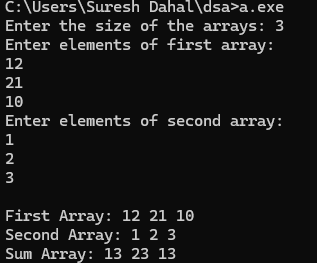 C:\Users\Suresh Dahal\dsa>a.exe
Enter the size of the arrays: 3
Enter elements of first array:
12
21
10
Enter elements of second array:
1
2
3
First Array: 12 21 10
Second Array: 1 2 3
Sum Array: 13 23 13